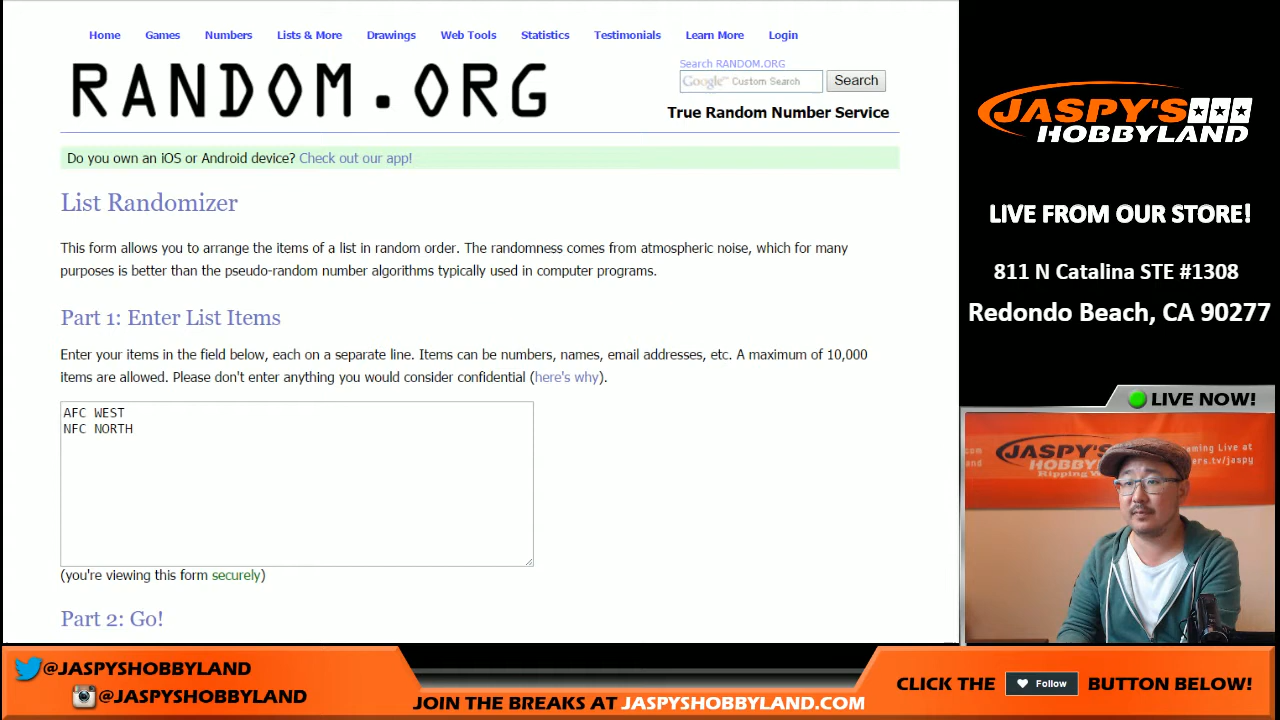 Home Games Numbers Lists & More Drawings Web Tools Statistics Testimonials Learn More Login
RANDOM.ORG
Search RANDOM.ORG
Google™ Custom Search
Search
True Random Number Service
Do you own an iOS or Android device? Check out our app!
List Randomizer
This form allows you to arrange the items of a list in random order. The randomness comes from atmospheric noise, which for many
purposes is better than the pseudo-random number algorithms typically used in computer programs.
Part 1: Enter List Items
Enter your items in the field below, each on a separate line. Items can be numbers, names, email addresses, etc. A maximum of 10,000
items are allowed. Please don't enter anything you would consider confidential (here's why).
AFC WEST
NFC NORTH
(you're viewing this form securely)
Part 2: Go!
JASPY'S
HOBBYLAND
LIVE FROM OUR STORE!
811 N Catalina STE #1308
Redondo Beach, CA 90277
LIVE NOW!
JASPY'S
HOBBYLAND
@JASPYSHOBBYLAND
@JASPYSHOBBYLAND
JOIN THE BREAKS AT JASPYSHOBBYLAND.COM
CLICK THE Follow BUTTON BELOW!